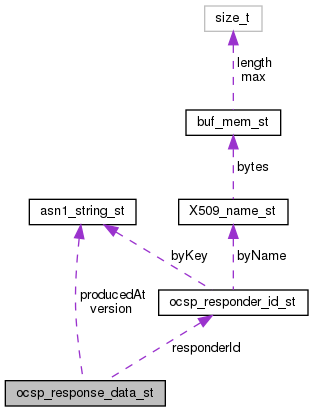 size_t
length
max
buf_mem_st
bytes
asn1_string_st
X509_name_st
byKey
byName
producedAt
version
ocsp_responder_id_st
responderId
ocsp_response_data_st